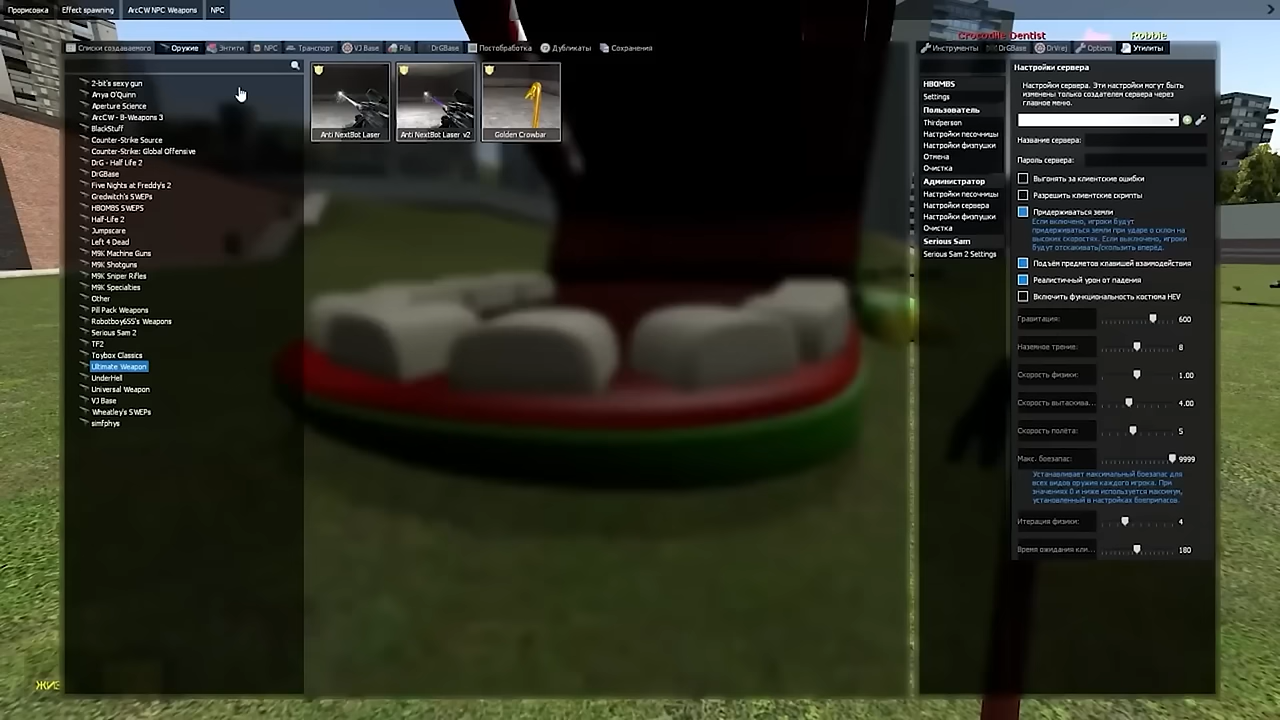 Прорисовка Effect spawning ArcCW NPC Weapons NPC
Crocodile Dentist
Robbie
Списки создаваемого Оружие Энтити NPC Транспорт VJ Base Pills DrGBase Постобработка Дубликаты Сохранения
2-bit's sexy gun
Anya O'Quinn
Aperture Science
ArcCW - B-Weapons 3
BlackStuff
Counter-Strike Source
Counter-Strike: Global Offensive
DrG - Half Life 2
DrGBase
Five Nights at Freddy's 2
Gredwitch's SWEPs
HBOMBS SWEPS
Half-Life 2
Jumpscare
Left 4 Dead
M9K Machine Guns
M9K Shotguns
M9K Sniper Rifles
M9K Specialties
Other
Pill Pack Weapons
Robotboy655's Weapons
Serious Sam 2
TF2
Toybox Classics
Ultimate Weapon
UnderHell
Universal Weapon
VJ Base
Wheatley's SWEPs
simfphys
Anti NextBot Laser
Anti NextBot Laser v2
Golden Crowbar
Инструменты DrGBase DrVrej Options Утилиты
HBOMBS
Settings
Пользователь
Thirdperson
Настройки песочницы
Настройки физпушки
Отмена
Очистка
Администратор
Настройки песочницы
Настройки сервера
Настройки физпушки
Очистка
Serious Sam
Serious Sam 2 Settings
Настройки сервера
Настройки сервера. Эти настройки могут быть
изменены только создателем сервера через
главное меню.
Название сервера:
Пароль сервера:
Выгонять за клиентские ошибки
Разрешить клиентские скрипты
Придерживаться земли
Если включено, игроки будут
придерживаться земли при ударе о склон на
высоких скоростях. Если выключено, игроки
будут отскакивать/скользить вперёд.
Подъём предметов клавишей взаимодействия
Реалистичный урон от падения
Включить функциональность костюма HEV
Гравитация: 600
Наземное трение: 8
Скорость физики: 1.00
Скорость вытаскива... 4.00
Скорость полёта: 5
Макс. боезапас: 9999
Устанавливает максимальный боезапас для
всех видов оружия каждого игрока. При
значениях 0 и ниже используется максимум,
установленный в настройках боеприпасов.
Итерация физики: 4
Время ожидания кли... 180
ЖИЗ